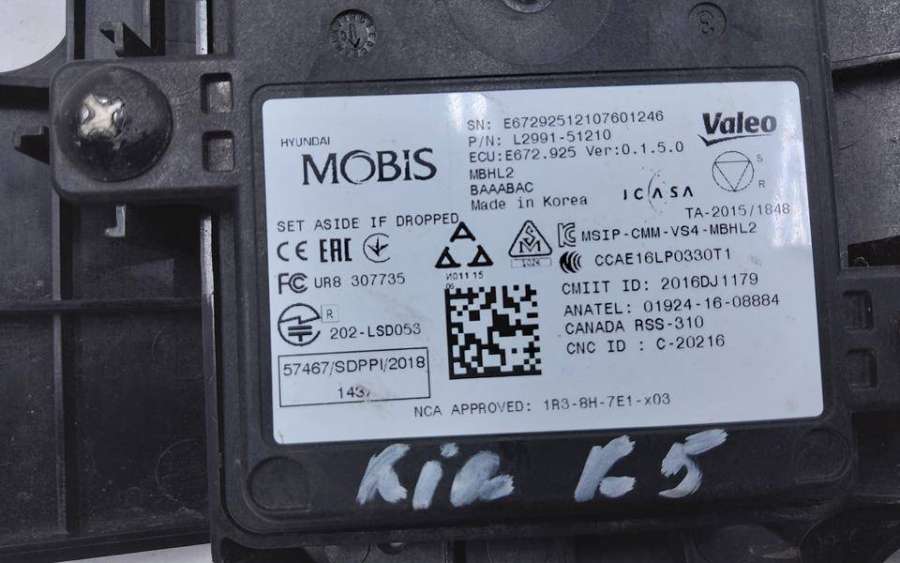 SN: E67292512107601246
P/N: L2991-51210
ECU:E672.925 Ver:0.1.5.0
MBHL2
BAAABAC
Made in Korea
Valeo
HYUNDAI
MOBIS
ICASA
S
R
TA-2015/1848
SET ASIDE IF DROPPED
CE EAC
MSIP-CMM-VS4-MBHL2
CCAE16LP0330T1
FC UR8 307735
И011 15
CMIIT ID: 2016DJ1179
ANATEL: 01924-16-08884
R
202-LSD053
CANADA RSS-310
CNC ID : C-20216
57467/SDPPI/2018
NCA APPROVED: 1R3-8H-7E1-x03
Kia K5